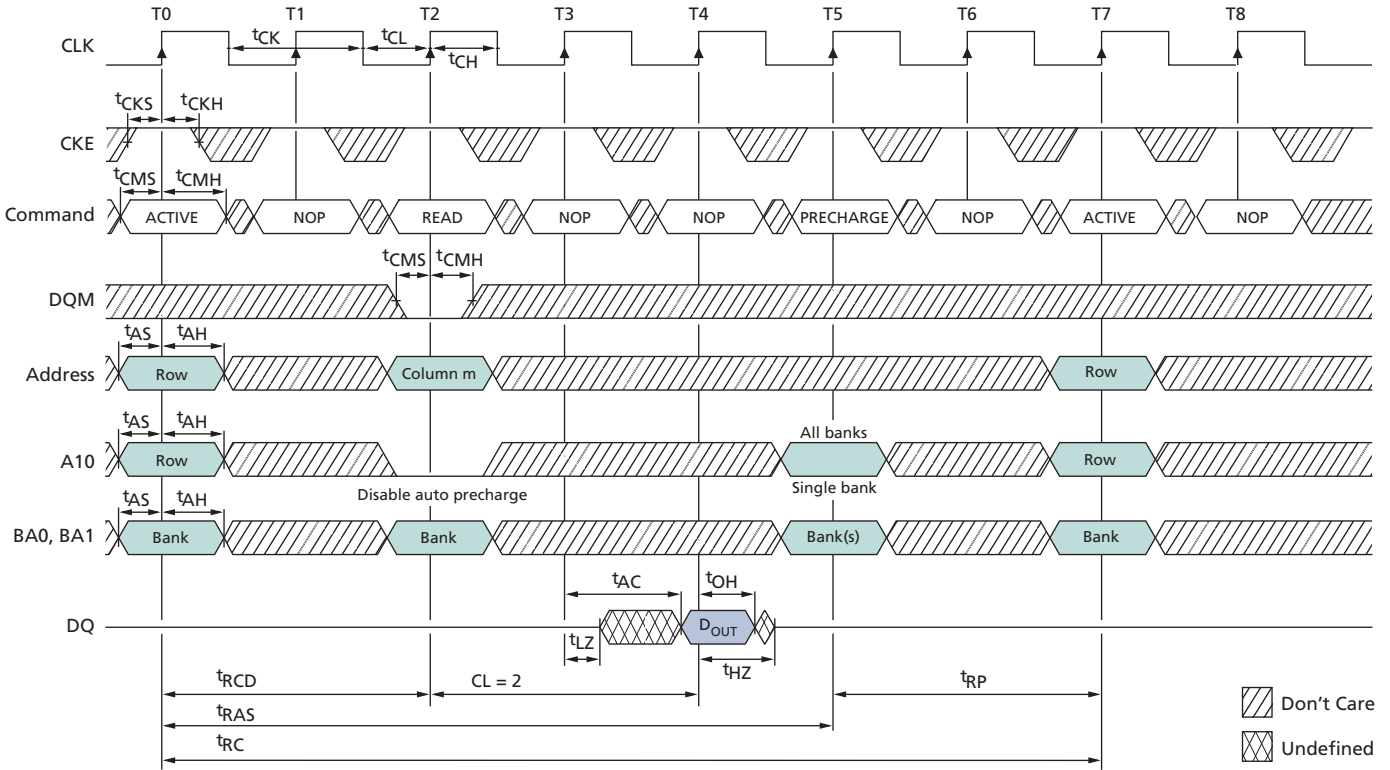 T0 T1 T2 T3 T4 T5 T6 T7 T8
CLK tCK tCL tCH
tCKS tCKH
CKE
tCMS tCMH
Command ACTIVE NOP READ NOP NOP PRECHARGE NOP ACTIVE NOP
tCMS tCMH
DQM
tAS tAH
Address Row Column m Row
tAS tAH All banks
A10 Row Row
Disable auto precharge Single bank
tAS tAH
BA0, BA1 Bank Bank Bank(s) Bank
tAC tOH
DQ DOUT
tLZ tHZ
tRCD CL = 2 tRP
tRAS
tRC
Don't Care
Undefined